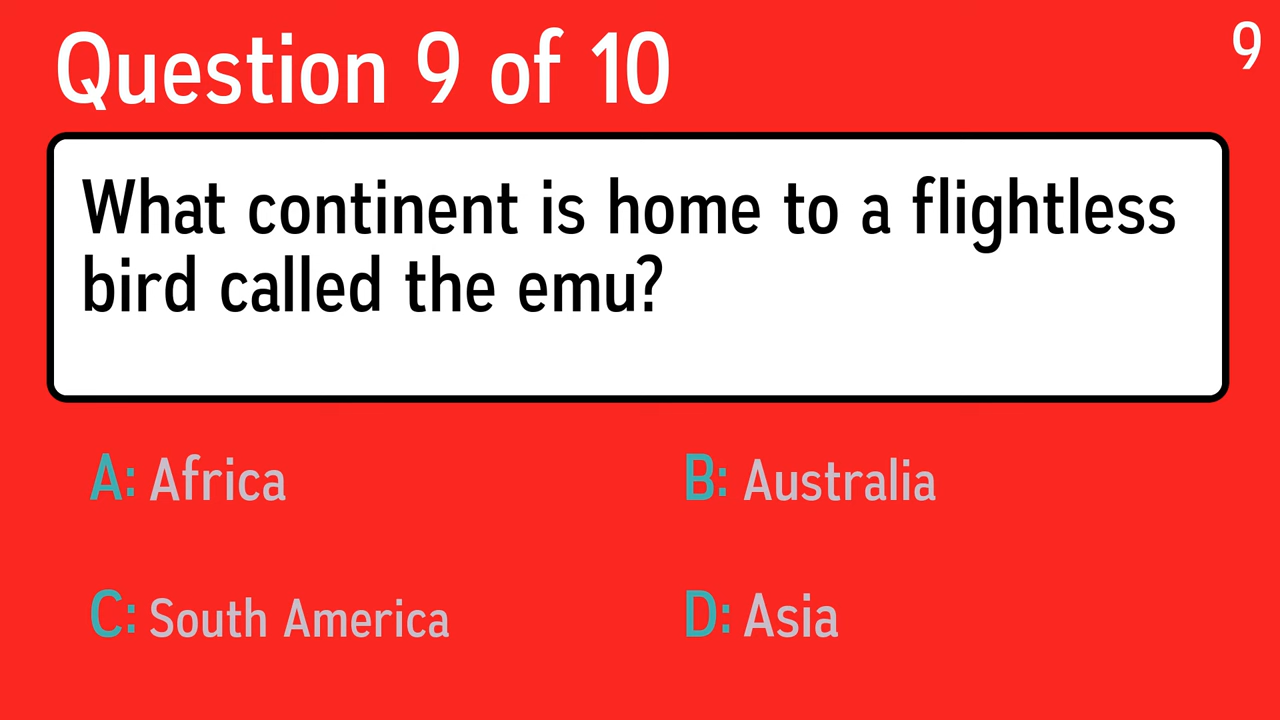 Question 9 of 10
9
What continent is home to a flightless
bird called the emu?
A: Africa
B: Australia
C: South America
D: Asia